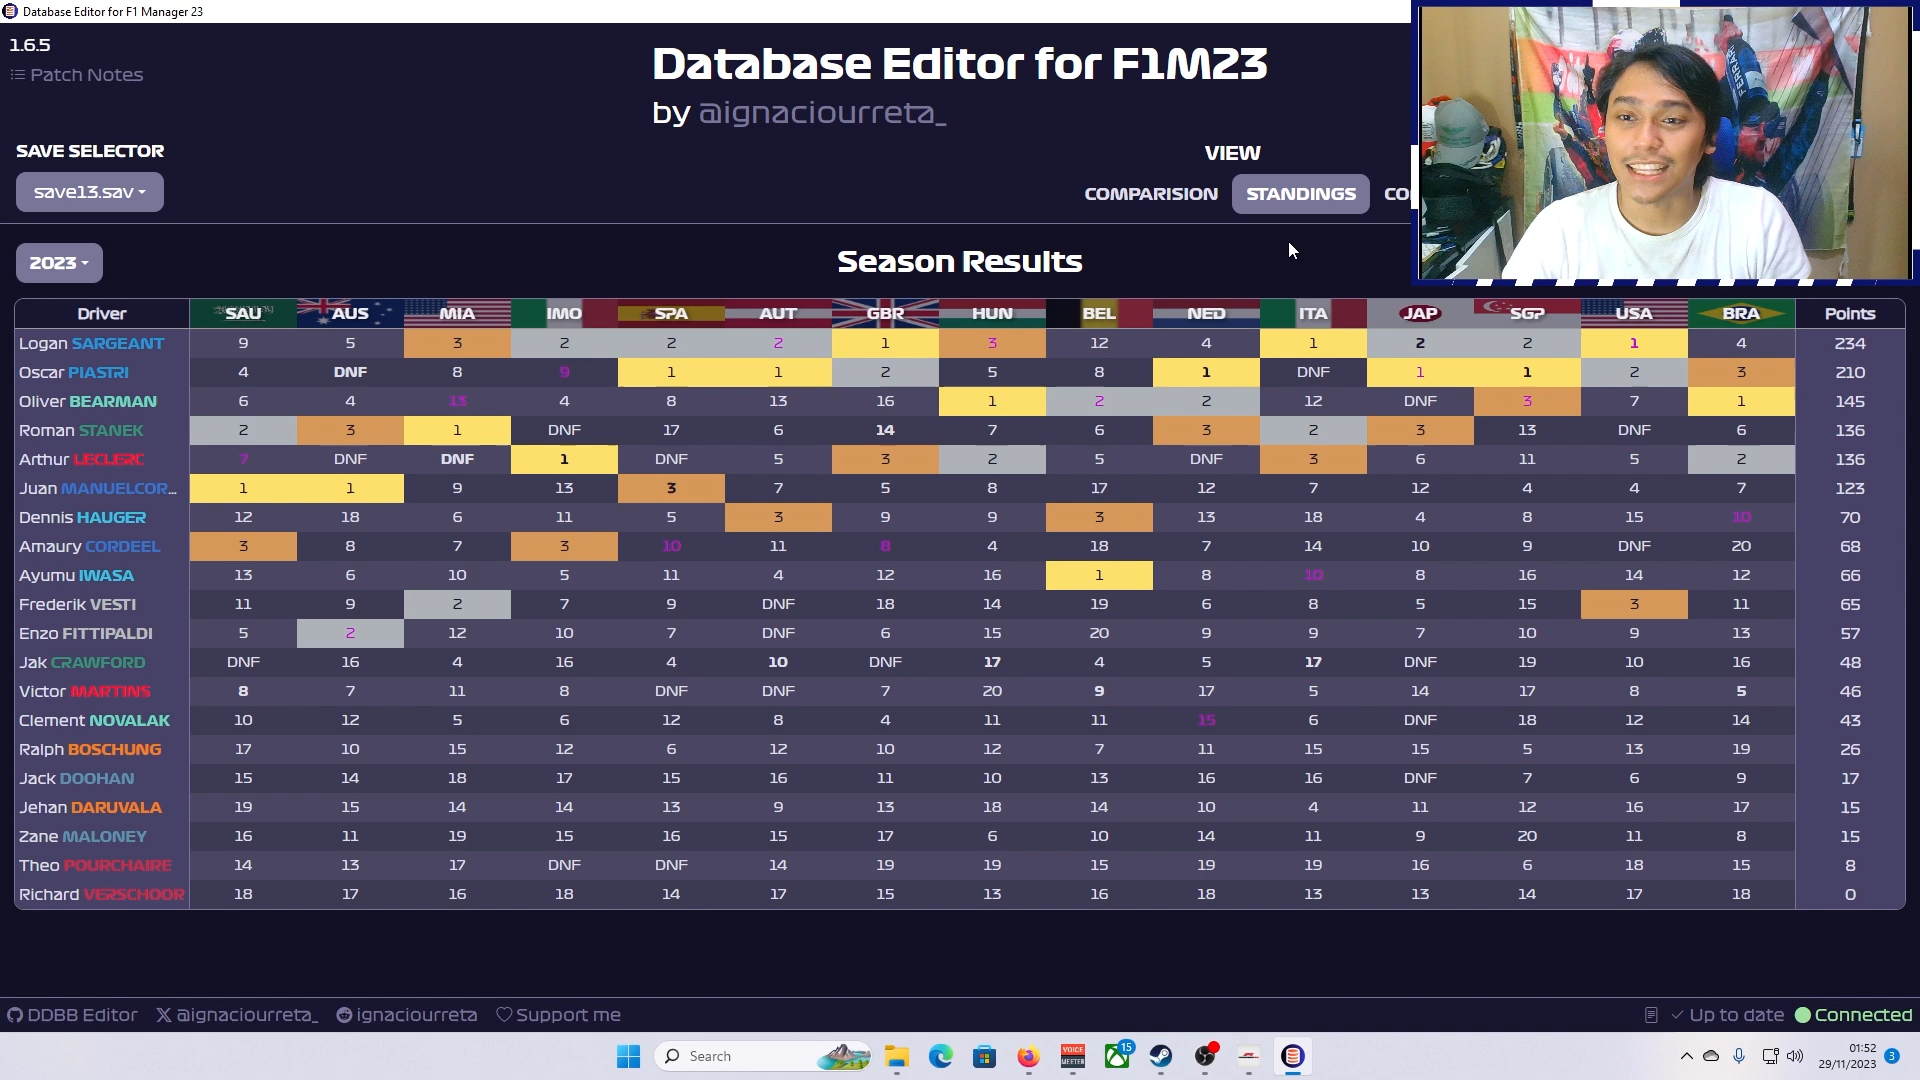 Database Editor for F1 Manager 23
1.6.5
Patch Notes
Database Editor for F1M23
by @ignaciourreta_
SAVE SELECTOR
save13.sav
VIEW
COMPARISION STANDINGS CO
2023
Season Results
Driver SAU AUS MIA IMO SPA AUT GBR HUN BEL NED ITA JAP SGP USA BRA Points
Logan SARGEANT 9 5 3 2 2 2 1 3 12 4 1 2 2 1 4 234
Oscar PIASTRI 4 DNF 8 9 1 1 2 5 8 1 DNF 1 1 2 3 210
Oliver BEARMAN 6 4 13 4 8 13 16 1 2 2 12 DNF 3 7 1 145
Roman STANEK 2 3 1 DNF 17 6 14 7 6 3 2 3 13 DNF 6 136
Arthur LECLERC 7 DNF DNF 1 DNF 5 3 2 5 DNF 3 6 11 5 2 136
Juan MANUELCOR... 1 1 9 13 3 7 5 8 17 12 7 12 4 4 7 123
Dennis HAUGER 12 18 6 11 5 3 9 9 3 13 18 4 8 15 10 70
Amaury CORDEEL 3 8 7 3 10 11 8 4 18 7 14 10 9 DNF 20 68
Ayumu IWASA 13 6 10 5 11 4 12 16 1 8 10 8 16 14 12 66
Frederik VESTI 11 9 2 7 9 DNF 18 14 19 6 8 5 15 3 11 65
Enzo FITTIPALDI 5 2 12 10 7 DNF 6 15 20 9 9 7 10 9 13 57
Jak CRAWFORD DNF 16 4 16 4 10 DNF 17 4 5 17 DNF 19 10 16 48
Victor MARTINS 8 7 11 8 DNF DNF 7 20 9 17 5 14 17 8 5 46
Clement NOVALAK 10 12 5 6 12 8 4 11 11 15 6 DNF 18 12 14 43
Ralph BOSCHUNG 17 10 15 12 6 12 10 12 7 11 15 15 5 13 19 26
Jack DOOHAN 15 14 18 17 15 16 11 10 13 16 16 DNF 7 6 9 17
Jehan DARUVALA 19 15 14 14 13 9 13 18 14 10 4 11 12 16 17 15
Zane MALONEY 16 11 19 15 16 15 17 6 10 14 11 9 20 11 8 15
Theo POURCHAIRE 14 13 17 DNF DNF 14 19 19 15 19 19 16 6 18 15 8
Richard VERSCHOOR 18 17 16 18 14 17 15 13 16 18 13 13 14 17 18 0
DDBB Editor @ignaciourreta_ ignaciourreta Support me
Up to date Connected
Search
VOICE
MEETER
15
01:52
29/11/2023
3